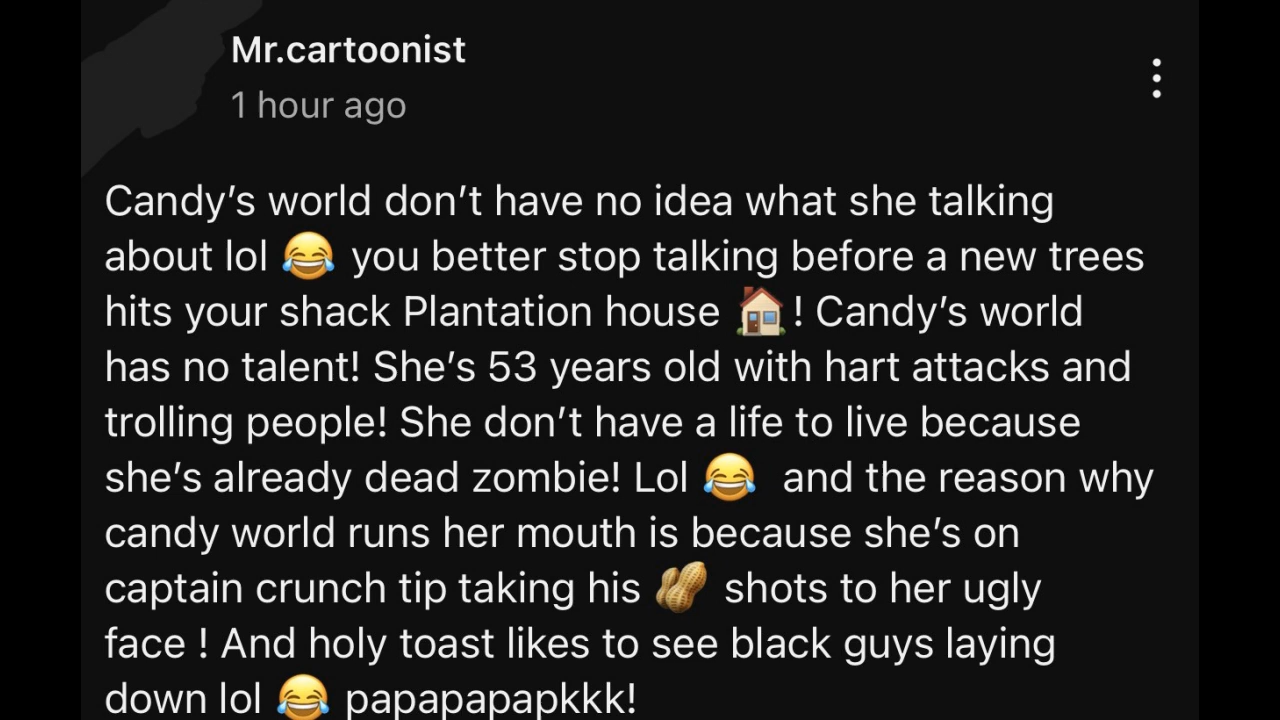 Mr.cartoonist
1 hour ago
Candy’s world don’t have no idea what she talking
about lol 😂 you better stop talking before a new trees
hits your shack Plantation house 🏠! Candy’s world
has no talent! She’s 53 years old with hart attacks and
trolling people! She don’t have a life to live because
she’s already dead zombie! Lol 😂 and the reason why
candy world runs her mouth is because she’s on
captain crunch tip taking his 🥜 shots to her ugly
face ! And holy toast likes to see black guys laying
down lol 😂 papapapapkkk!